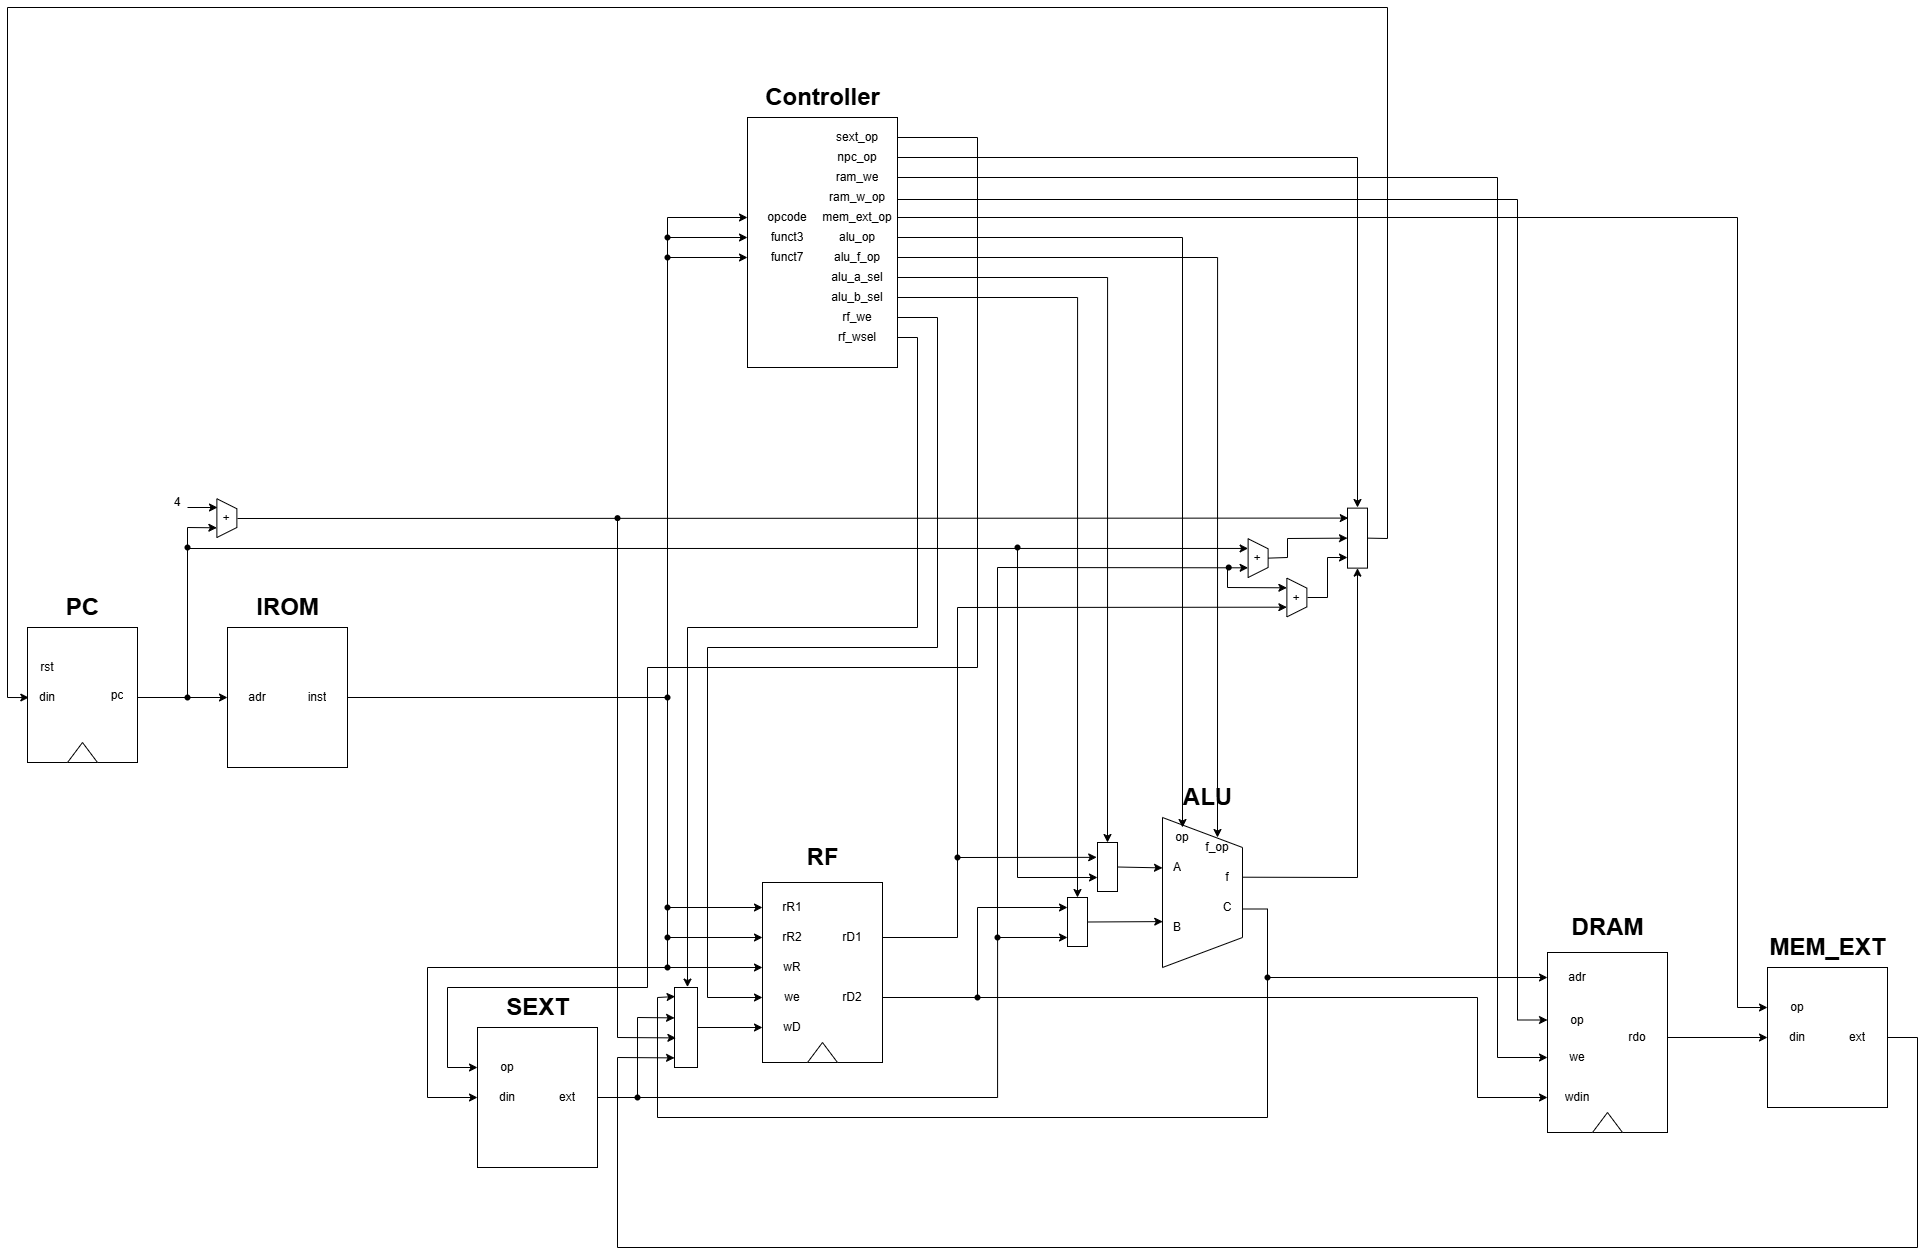 Controller
sext_op
npc_op
ram_we
ram_w_op
opcode mem_ext_op
funct3 alu_op
funct7 alu_f_op
alu_a_sel
alu_b_sel
rf_we
rf_wsel
4
+
+
+
PC
rst
din pc
IROM
adr inst
ALU
op
f_op
A
f
C
B
RF
rR1
rR2 rD1
wR
we rD2
wD
SEXT
op
din ext
DRAM
adr
op
rdo
we
wdin
MEM_EXT
op
din ext